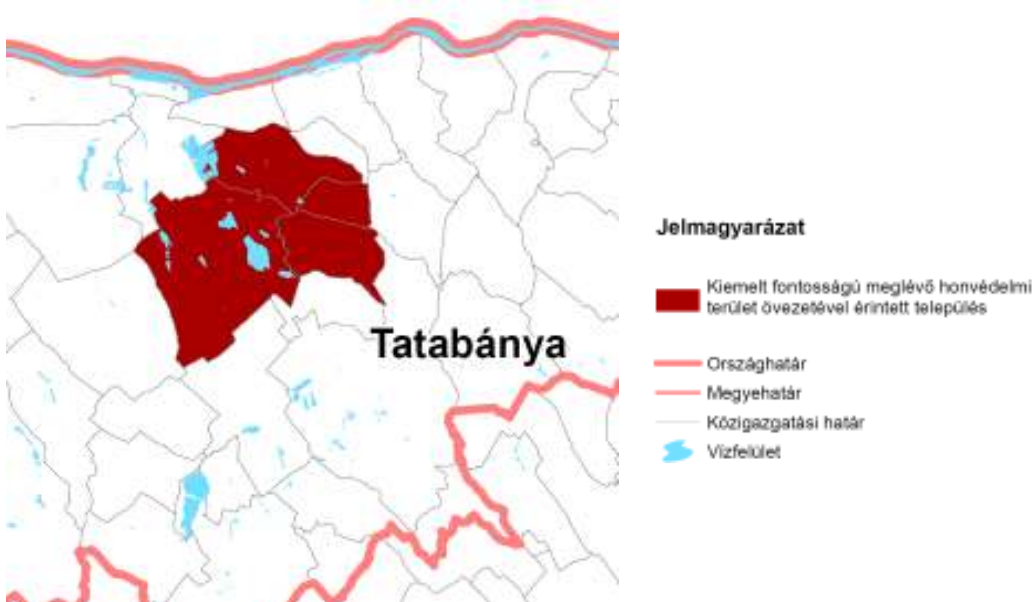 Tatabánya
Jelmagyarázat
Kiemelt fontosságú meglévő honvédelmi
terület övezetével érintett település
Országhatár
Megyehatár
Közigazgatási határ
Vízfelület